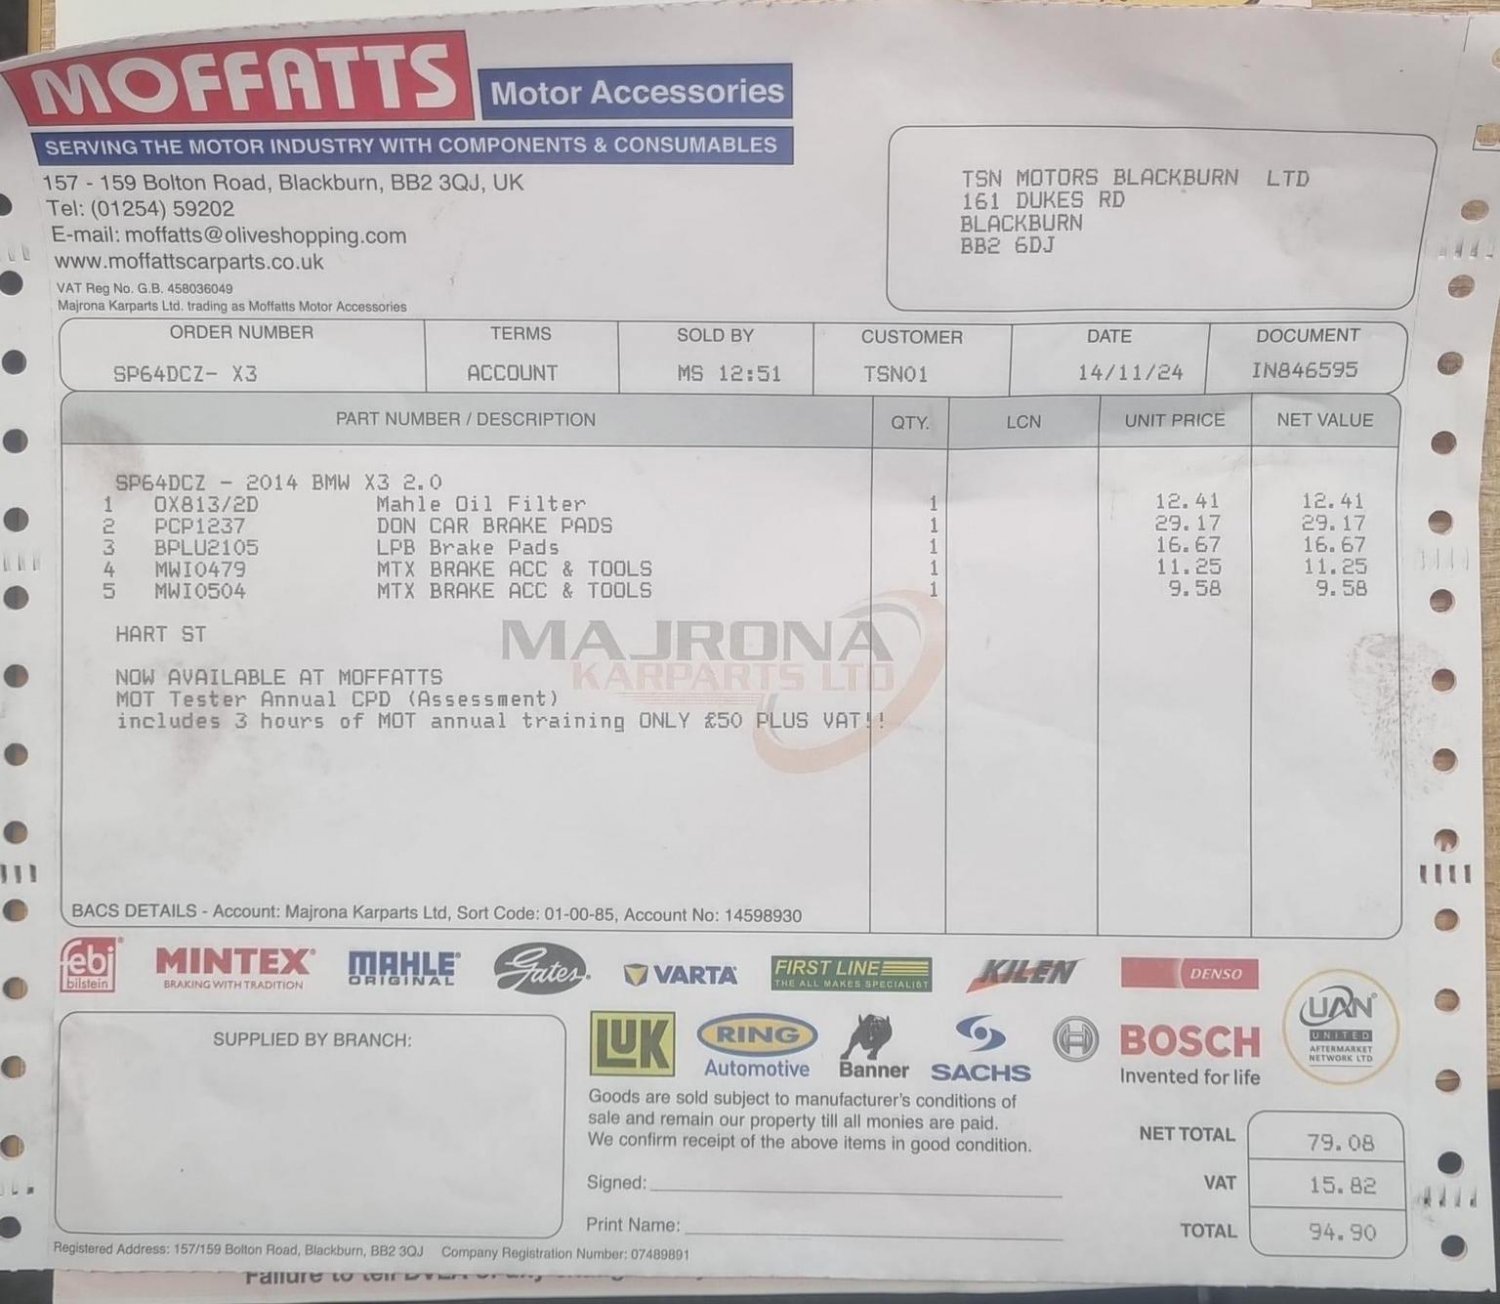 MOFFATTS
Motor Accessories
SERVING THE MOTOR INDUSTRY WITH COMPONENTS & CONSUMABLES
157 - 159 Bolton Road, Blackburn, BB2 3QJ, UK
Tel: (01254) 59202
E-mail: moffatts@oliveshopping.com
www.moffattscarparts.co.uk
VAT Reg No. G.B. 458036049
Majrona Karparts Ltd. trading as Moffatts Motor Accessories
TSN MOTORS BLACKBURN LTD
161 DUKES RD
BLACKBURN
BB2 6DJ
ORDER NUMBER TERMS SOLD BY CUSTOMER DATE DOCUMENT
SP64DCZ- X3 ACCOUNT MS 12:51 TSN01 14/11/24 IN846595
PART NUMBER / DESCRIPTION QTY. LCN UNIT PRICE NET VALUE
SP64DCZ - 2014 BMW X3 2.0
1 OX813/2D Mahle Oil Filter 1 12.41 12.41
2 PCP1237 DON CAR BRAKE PADS 1 29.17 29.17
3 BPLU2105 LPB Brake Pads 1 16.67 16.67
4 MWI0479 MTX BRAKE ACC & TOOLS 1 11.25 11.25
5 MWI0504 MTX BRAKE ACC & TOOLS 1 9.58 9.58
HART ST
MAJRONA
KARPARTS LTD
NOW AVAILABLE AT MOFFATTS
MOT Tester Annual CPD (Assessment)
includes 3 hours of MOT annual training ONLY £50 PLUS VAT!!
BACS DETAILS - Account: Majrona Karparts Ltd, Sort Code: 01-00-85, Account No: 14598930
febi
bilstein
MINTEX
BRAKING WITH TRADITION
MAHLE
ORIGINAL
Gates
VARTA
FIRST LINE
THE ALL MAKES SPECIALIST
KILEN
DENSO
UAN
UNITED
AFTERMARKET
NETWORK LTD
LUK
RING
Automotive
Banner
SACHS
BOSCH
Invented for life
SUPPLIED BY BRANCH:
Goods are sold subject to manufacturer's conditions of
sale and remain our property till all monies are paid.
We confirm receipt of the above items in good condition.
Signed:
Print Name:
NET TOTAL 79.08
VAT 15.82
TOTAL 94.90
Registered Address: 157/159 Bolton Road, Blackburn, BB2 3QJ Company Registration Number: 07489891
Failure to tell